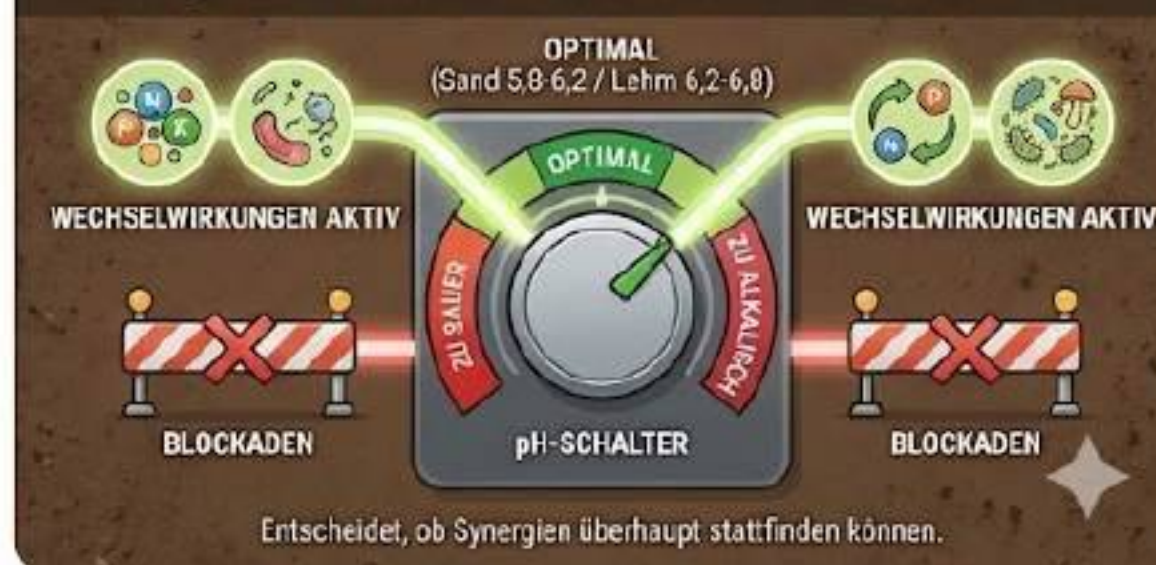 OPTIMAL
(Sand 5,8-6,2 / Lehm 6,2-6,8)
N
P
K
OPTIMAL
P
N
WECHSELWIRKUNGEN AKTIV
WECHSELWIRKUNGEN AKTIV
ZU SAUER
ZU ALKALISCH
BLOCKADEN
pH-SCHALTER
BLOCKADEN
Entscheidet, ob Synergien überhaupt stattfinden können.